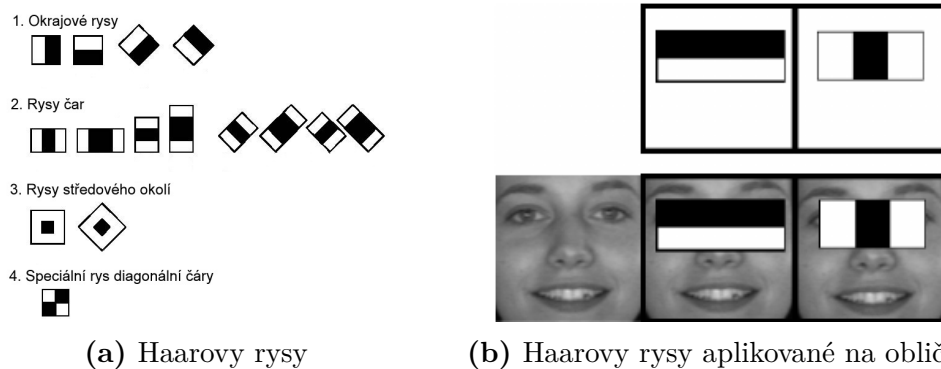 1. Okrajové rysy
2. Rysy čar
3. Rysy středového okolí
4. Speciální rys diagonální čáry
(a) Haarovy rysy
(b) Haarovy rysy aplikované na oblič